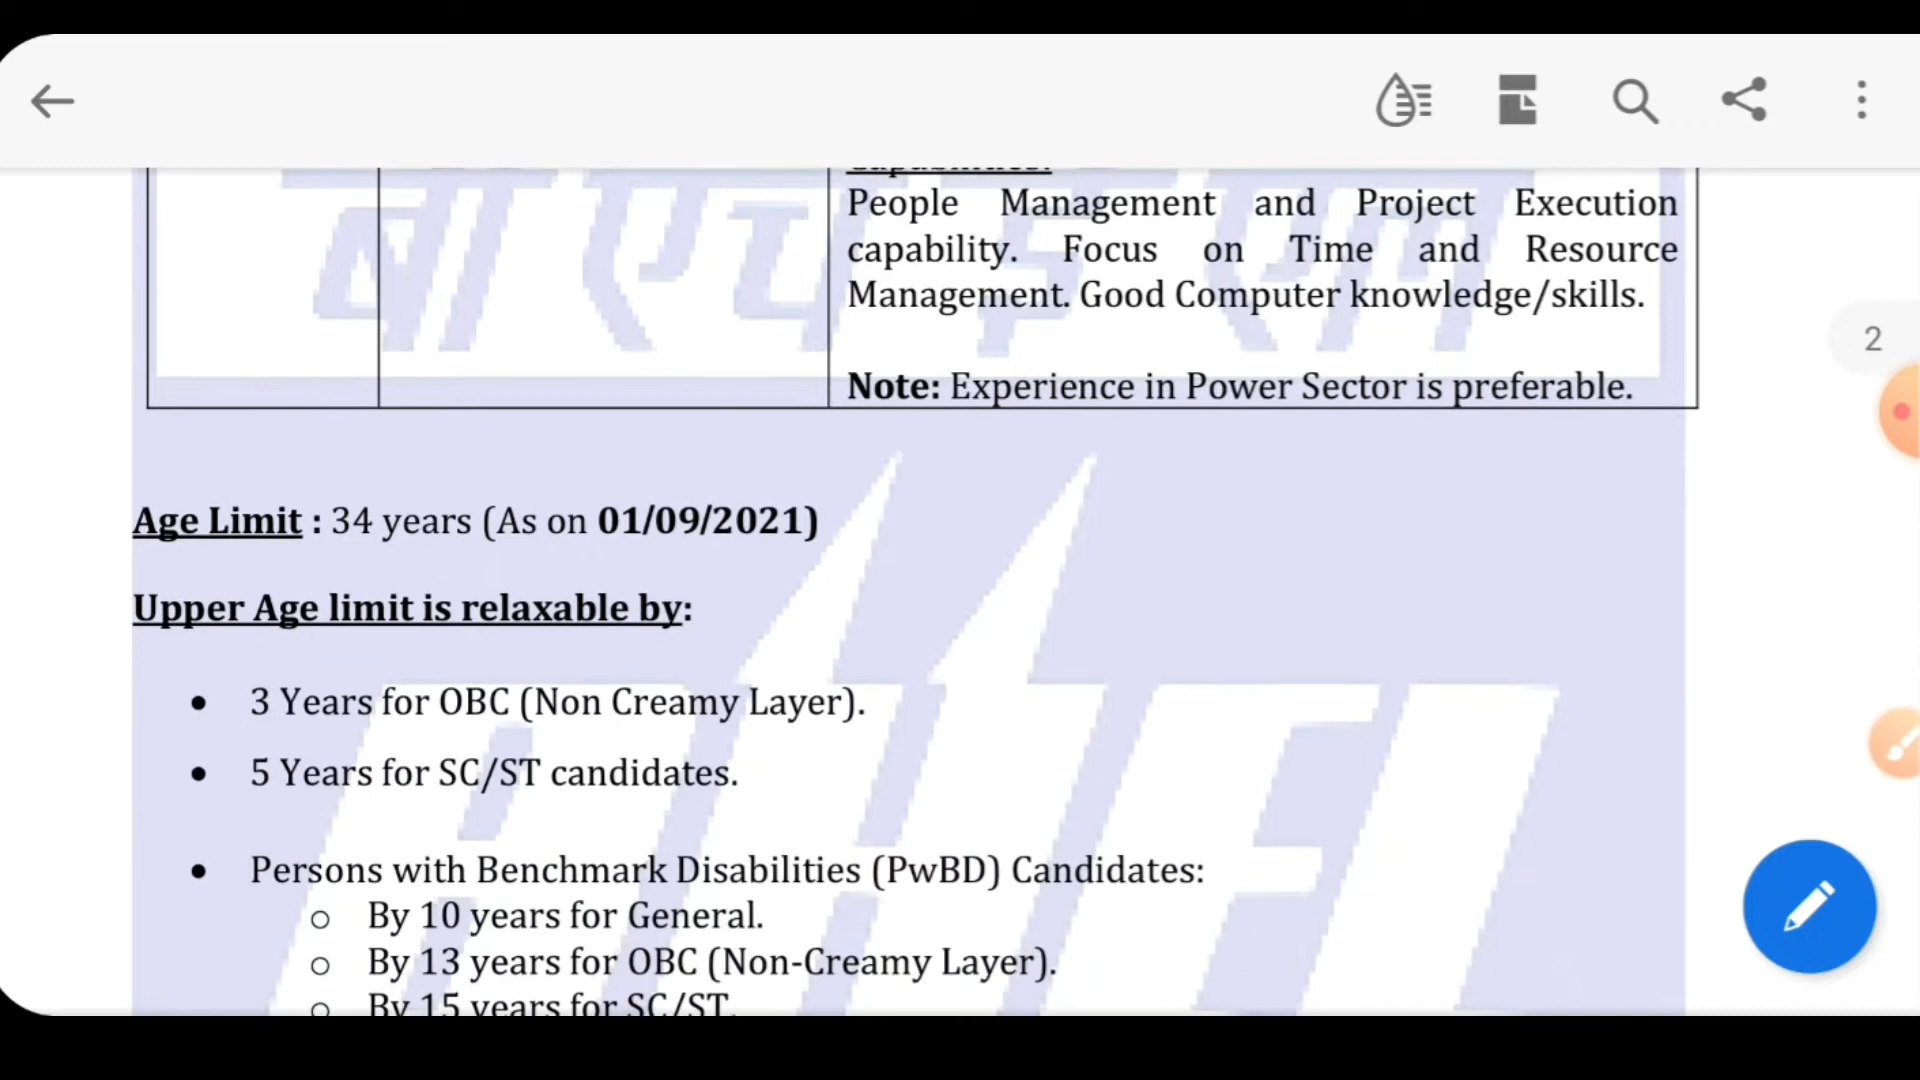 Capabilities:
People Management and Project Execution
capability. Focus on Time and Resource
Management. Good Computer knowledge/skills.
2
Note: Experience in Power Sector is preferable.
Age Limit : 34 years (As on 01/09/2021)
Upper Age limit is relaxable by:
• 3 Years for OBC (Non Creamy Layer).
• 5 Years for SC/ST candidates.
• Persons with Benchmark Disabilities (PwBD) Candidates:
o By 10 years for General.
o By 13 years for OBC (Non-Creamy Layer).
o By 15 years for SC/ST.
बी एच ई एल
BHEL